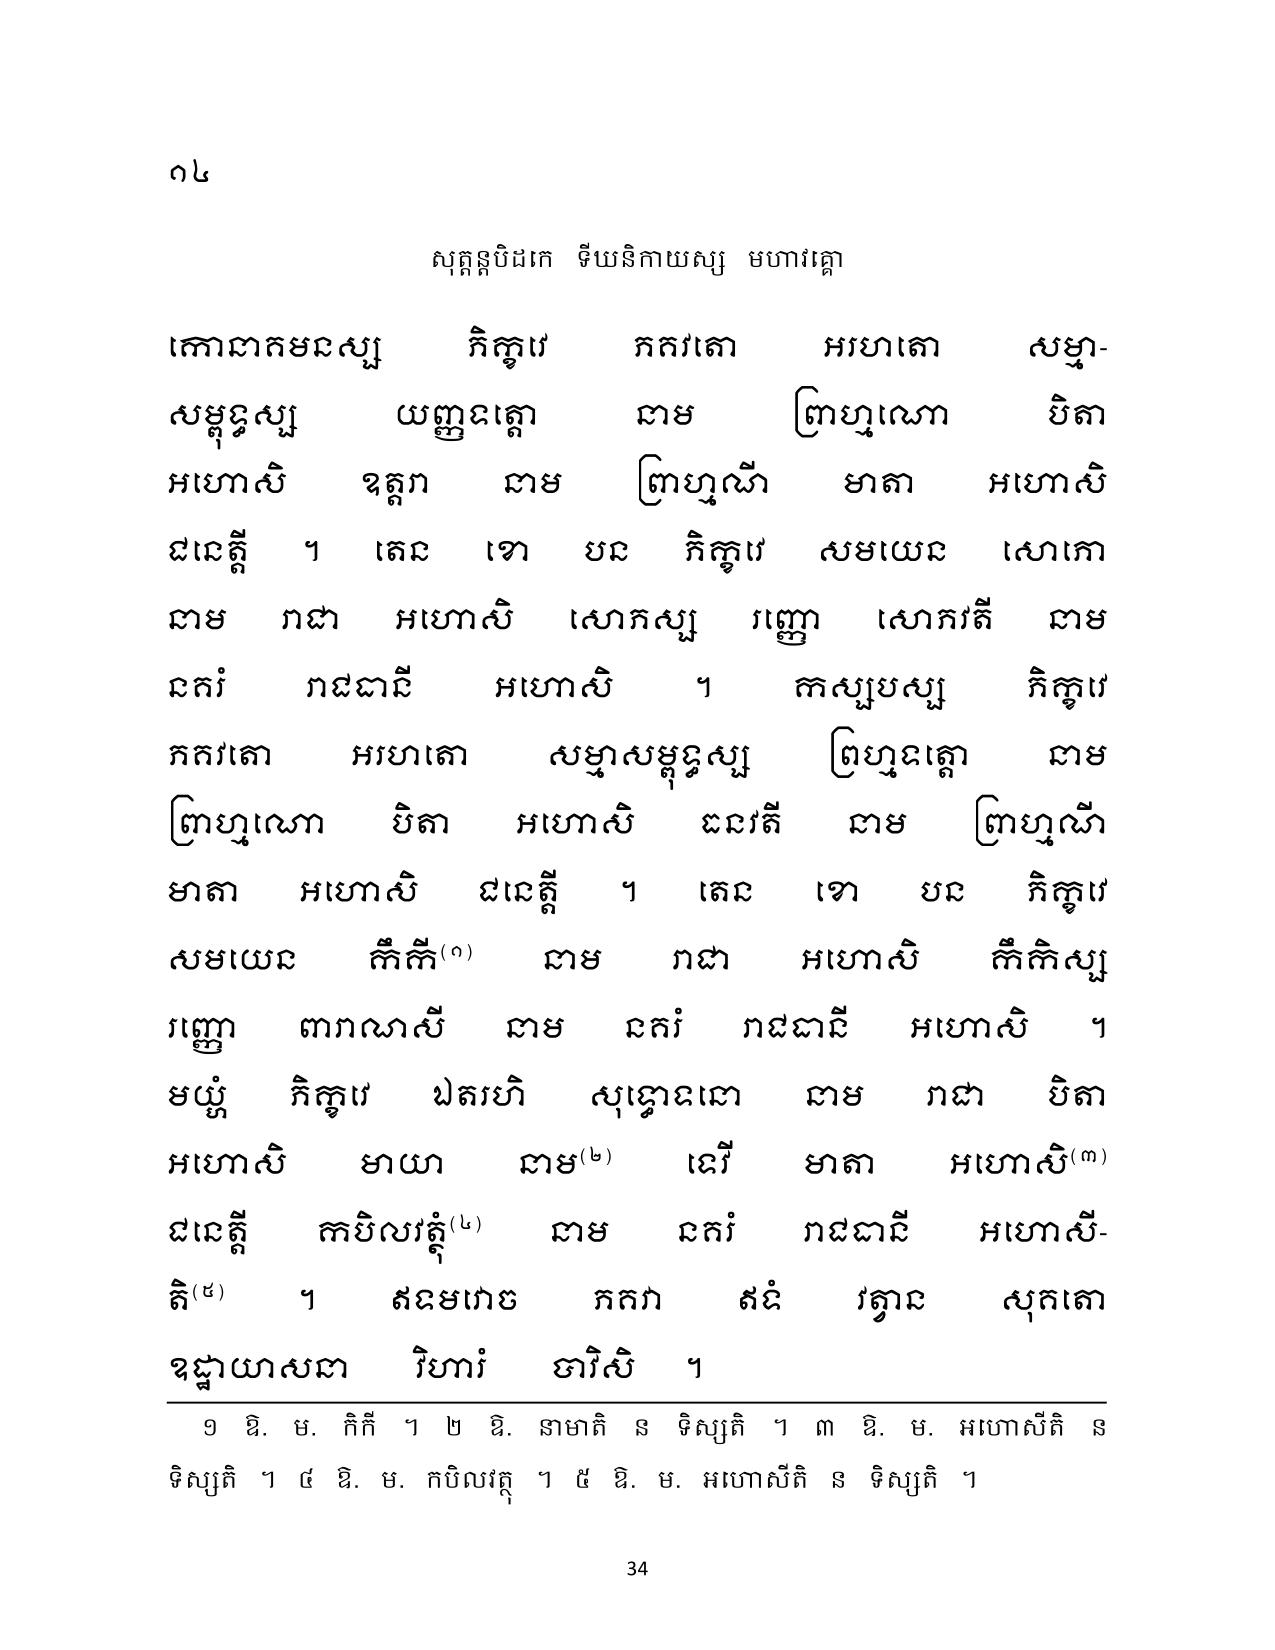 ១៤
សុត្តន្តបិដកេ ទីឃនិកាយស្ស មហាវគ្គោ
កោនាគមនស្ស ភិក្ខវេ ភគវតោ អរហតោ សម្មា-
សម្ពុទ្ធស្ស យញ្ញទត្តោ នាម ព្រាហ្មណោ បិតា
អហោសិ ឧត្តរា នាម ព្រាហ្មណី មាតា អហោសិ
ជនេត្តី ។ តេន ខោ បន ភិក្ខវេ សមយេន សោភោ
នាម រាជា អហោសិ សោភស្ស រញ្ញោ សោភវតី នាម
នគរំ រាជធានី អហោសិ ។ កស្សបស្ស ភិក្ខវេ
ភគវតោ អរហតោ សម្មាសម្ពុទ្ធស្ស ព្រហ្មទត្តោ នាម
ព្រាហ្មណោ បិតា អហោសិ ធនវតី នាម ព្រាហ្មណី
មាតា អហោសិ ជនេត្តី ។ តេន ខោ បន ភិក្ខវេ
សមយេន កឹកី(១) នាម រាជា អហោសិ កឹកិស្ស
រញ្ញោ ពារាណសី នាម នគរំ រាជធានី អហោសិ ។
មយ្ហំ ភិក្ខវេ ឯតរហិ សុទ្ធោទនោ នាម រាជា បិតា
អហោសិ មាយា នាម(២) ទេវី មាតា អហោសិ(៣)
ជនេត្តី កបិលវត្ថុំ(៤) នាម នគរំ រាជធានី អហោសី-
តិ(៥) ។ ឥទមវោច ភគវា ឥទំ វត្វាន សុគតោ
ឧដ្ឋាយាសនា វិហារំ បាវិសិ ។
១ ឱ. ម. កិកី ។ ២ ឱ. នាមាតិ ន ទិស្សតិ ។ ៣ ឱ. ម. អហោសីតិ ន
ទិស្សតិ ។ ៤ ឱ. ម. កបិលវត្ថុ ។ ៥ ឱ. ម. អហោសីតិ ន ទិស្សតិ ។
34